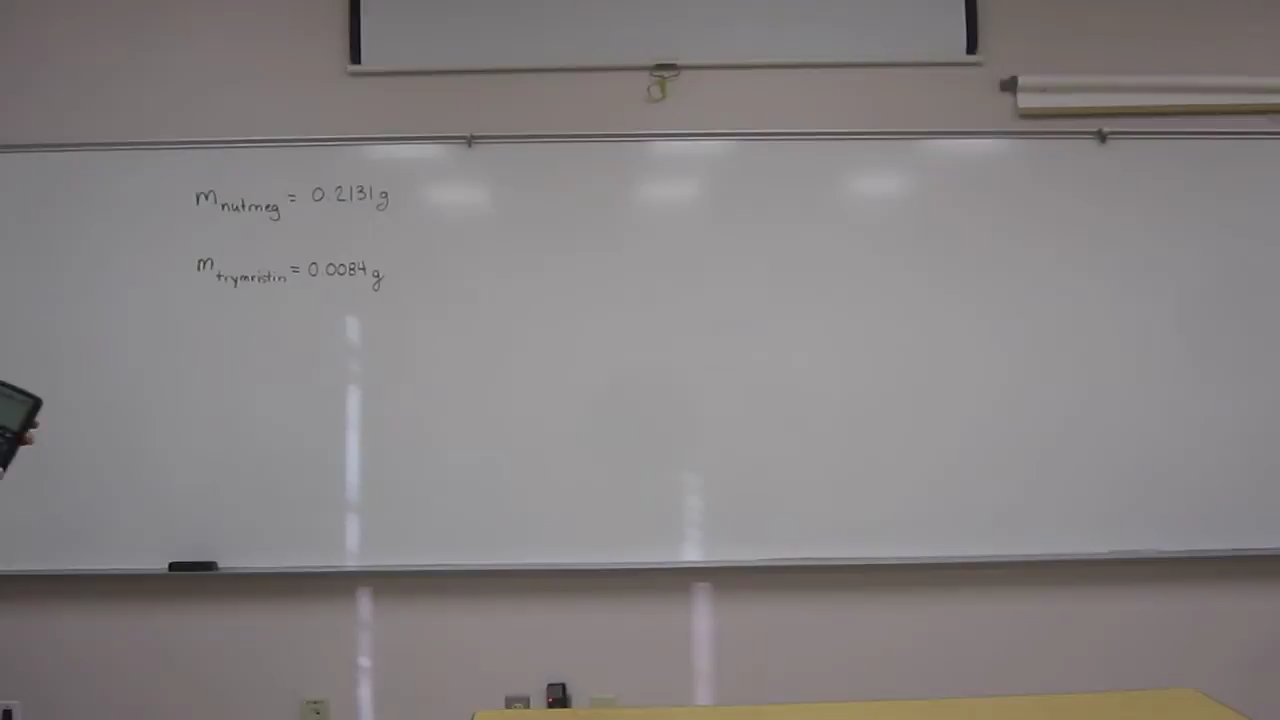 m nutmeg = 0.2131 g
m trymristin = 0.0084 g